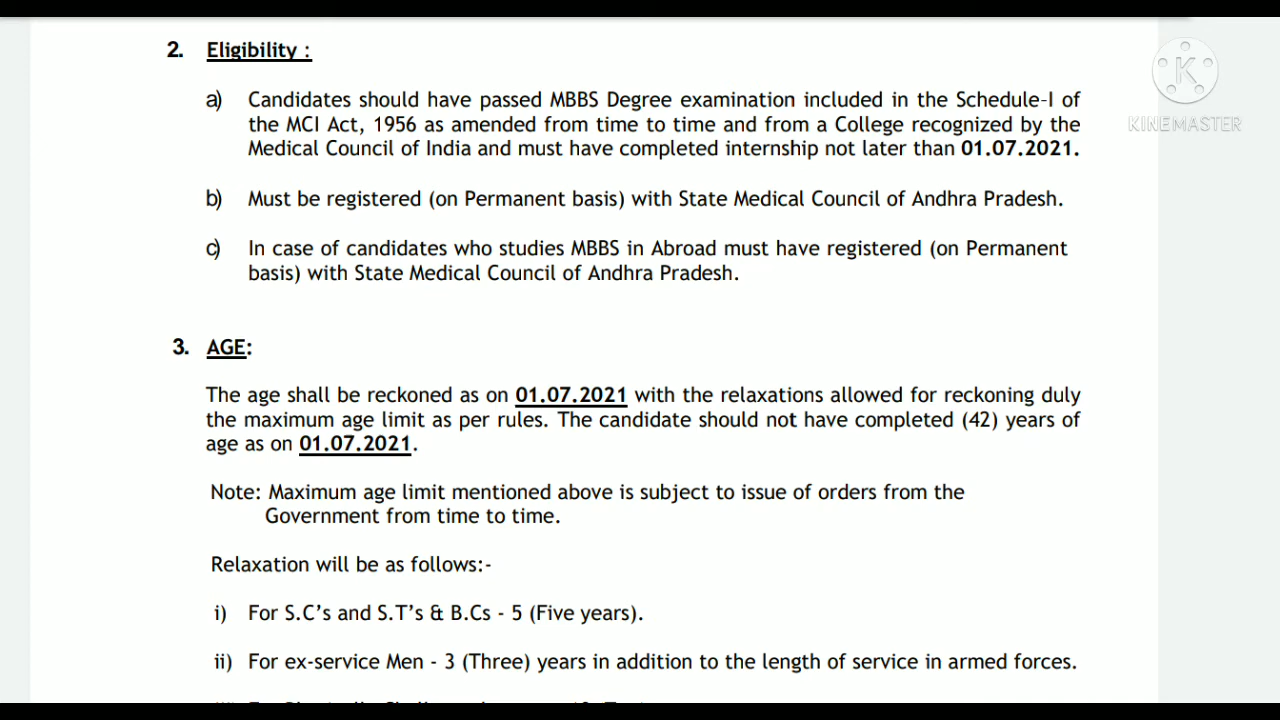 2. Eligibility :
a) Candidates should have passed MBBS Degree examination included in the Schedule-I of
the MCI Act, 1956 as amended from time to time and from a College recognized by the
Medical Council of India and must have completed internship not later than 01.07.2021.
b) Must be registered (on Permanent basis) with State Medical Council of Andhra Pradesh.
c) In case of candidates who studies MBBS in Abroad must have registered (on Permanent
basis) with State Medical Council of Andhra Pradesh.
3. AGE:
The age shall be reckoned as on 01.07.2021 with the relaxations allowed for reckoning duly
the maximum age limit as per rules. The candidate should not have completed (42) years of
age as on 01.07.2021.
Note: Maximum age limit mentioned above is subject to issue of orders from the
Government from time to time.
Relaxation will be as follows:-
i) For S.C's and S.T's & B.Cs - 5 (Five years).
ii) For ex-service Men - 3 (Three) years in addition to the length of service in armed forces.
K
KINEMASTER